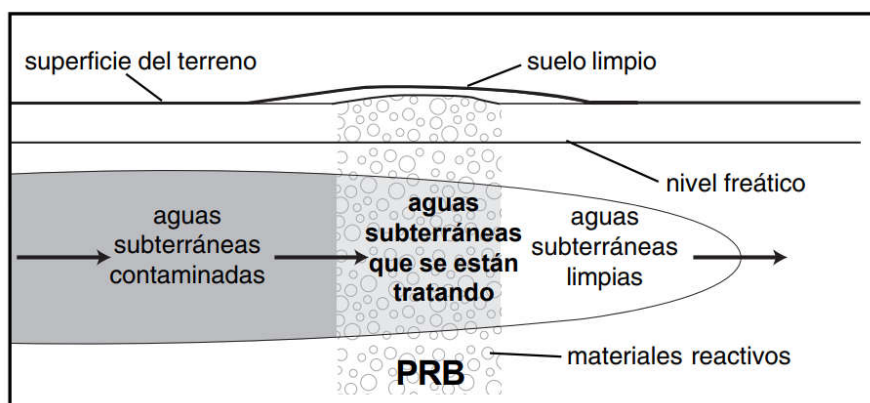 superficie del terreno
suelo limpio
nivel freático
aguas
subterráneas
contaminadas
aguas
subterráneas
que se están
tratando
aguas
subterráneas
limpias
materiales reactivos
PRB